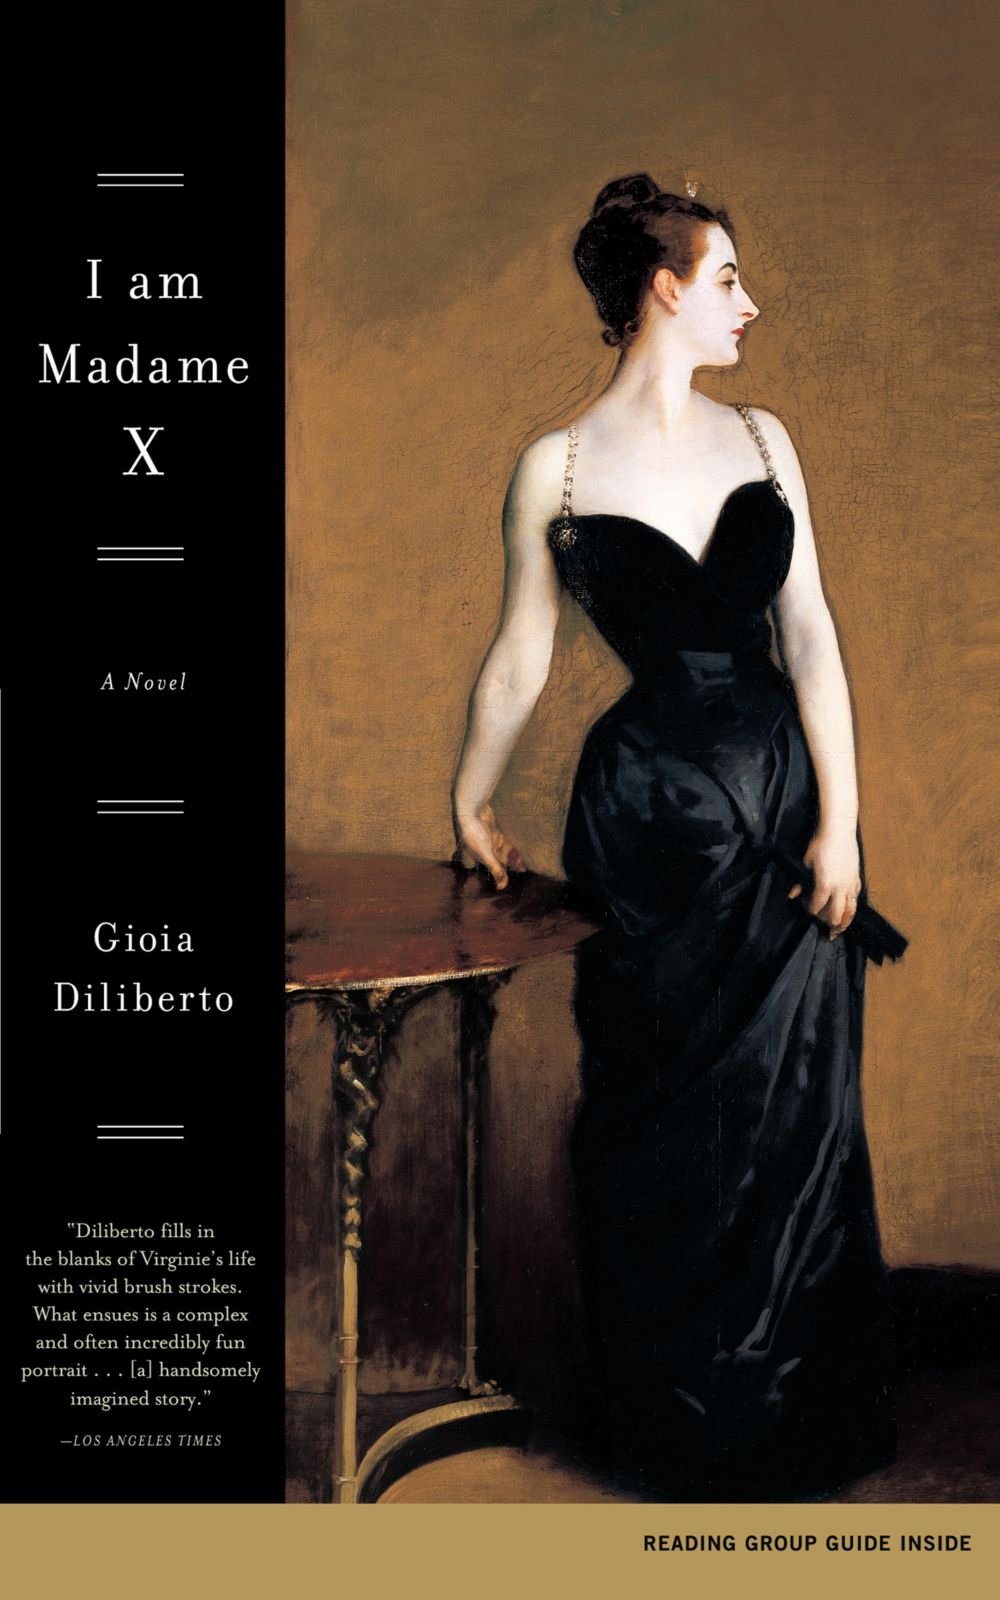 I am
Madame
X
A Novel
Gioia
Diliberto
"Diliberto fills in
the blanks of Virginie's life
with vivid brush strokes.
What ensues is a complex
and often incredibly fun
portrait . . . [a] handsomely
imagined story."
—LOS ANGELES TIMES
READING GROUP GUIDE INSIDE